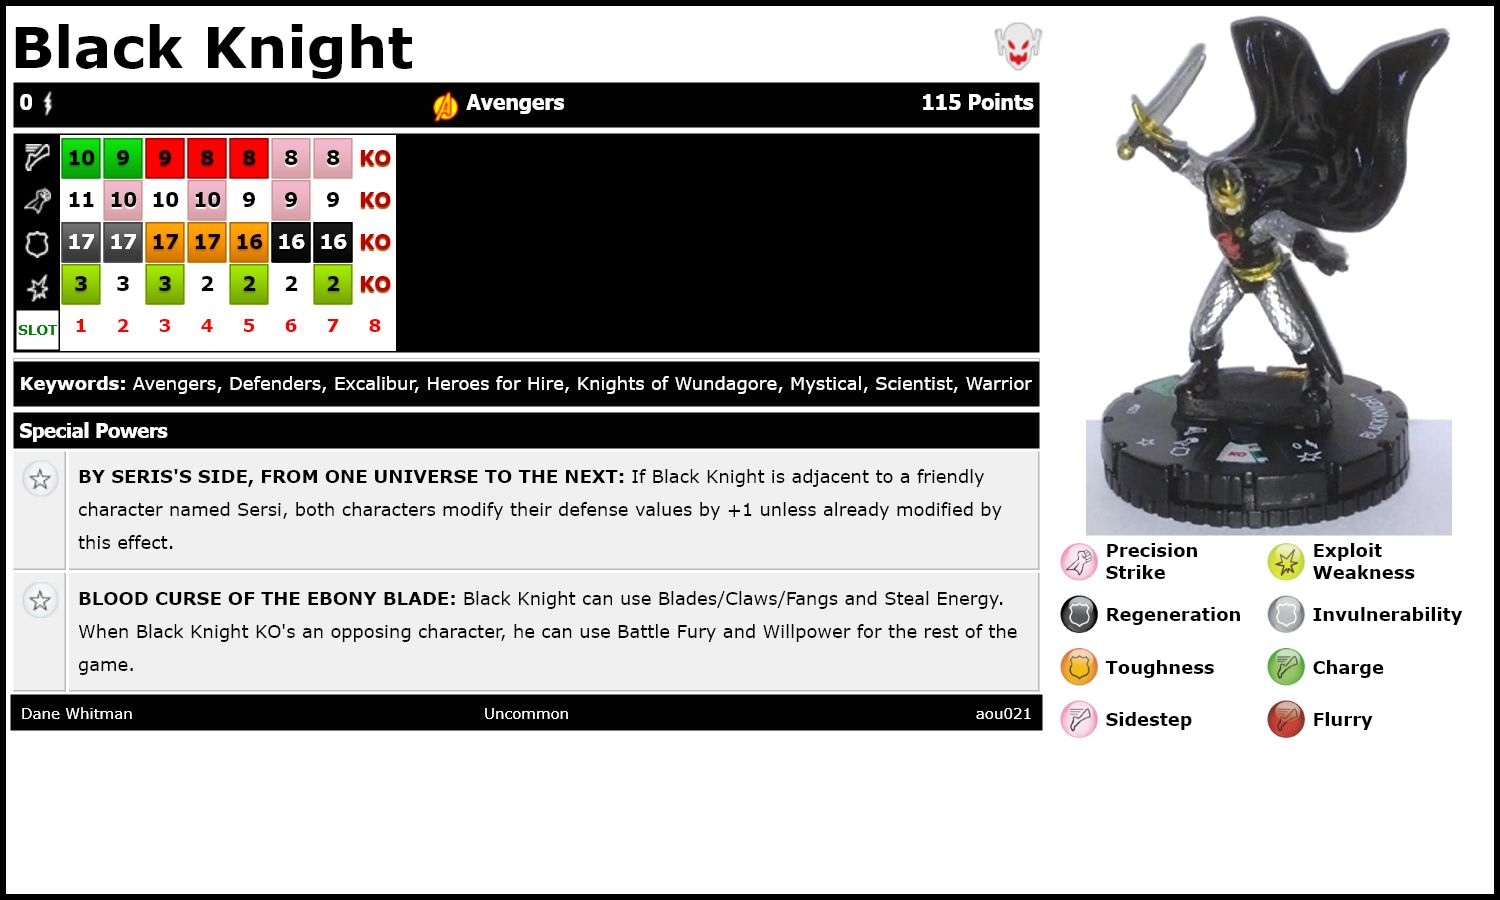 Black Knight
0 Avengers 115 Points
10 9 9 8 8 8 8 KO
11 10 10 10 9 9 9 KO
17 17 17 17 16 16 16 KO
3 3 3 2 2 2 2 KO
SLOT 1 2 3 4 5 6 7 8
Keywords: Avengers, Defenders, Excalibur, Heroes for Hire, Knights of Wundagore, Mystical, Scientist, Warrior
Special Powers
BY SERIS'S SIDE, FROM ONE UNIVERSE TO THE NEXT: If Black Knight is adjacent to a friendly
character named Sersi, both characters modify their defense values by +1 unless already modified by
this effect.
BLOOD CURSE OF THE EBONY BLADE: Black Knight can use Blades/Claws/Fangs and Steal Energy.
When Black Knight KO's an opposing character, he can use Battle Fury and Willpower for the rest of the
game.
Dane Whitman Uncommon aou021
BLACK KNIGHT
KO
Precision
Strike
Exploit
Weakness
Regeneration
Invulnerability
Toughness
Charge
Sidestep
Flurry